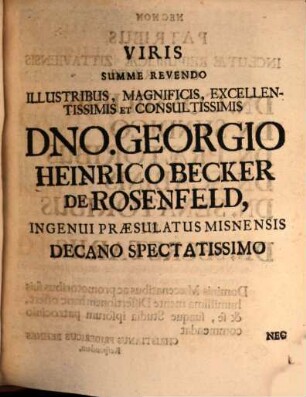 VIRIS
SUMME REVENDO
ILLUSTRIBUS, MAGNIFICIS, EXCELLEN-
TISSIMIS ET CONSULTISSIMIS
DNO. GEORGIO
HEINRICO BECKER
DE ROSENFELD,
INGENUI PRÆSULATUS MISNENSIS
DECANO SPECTATISSIMO
NEC